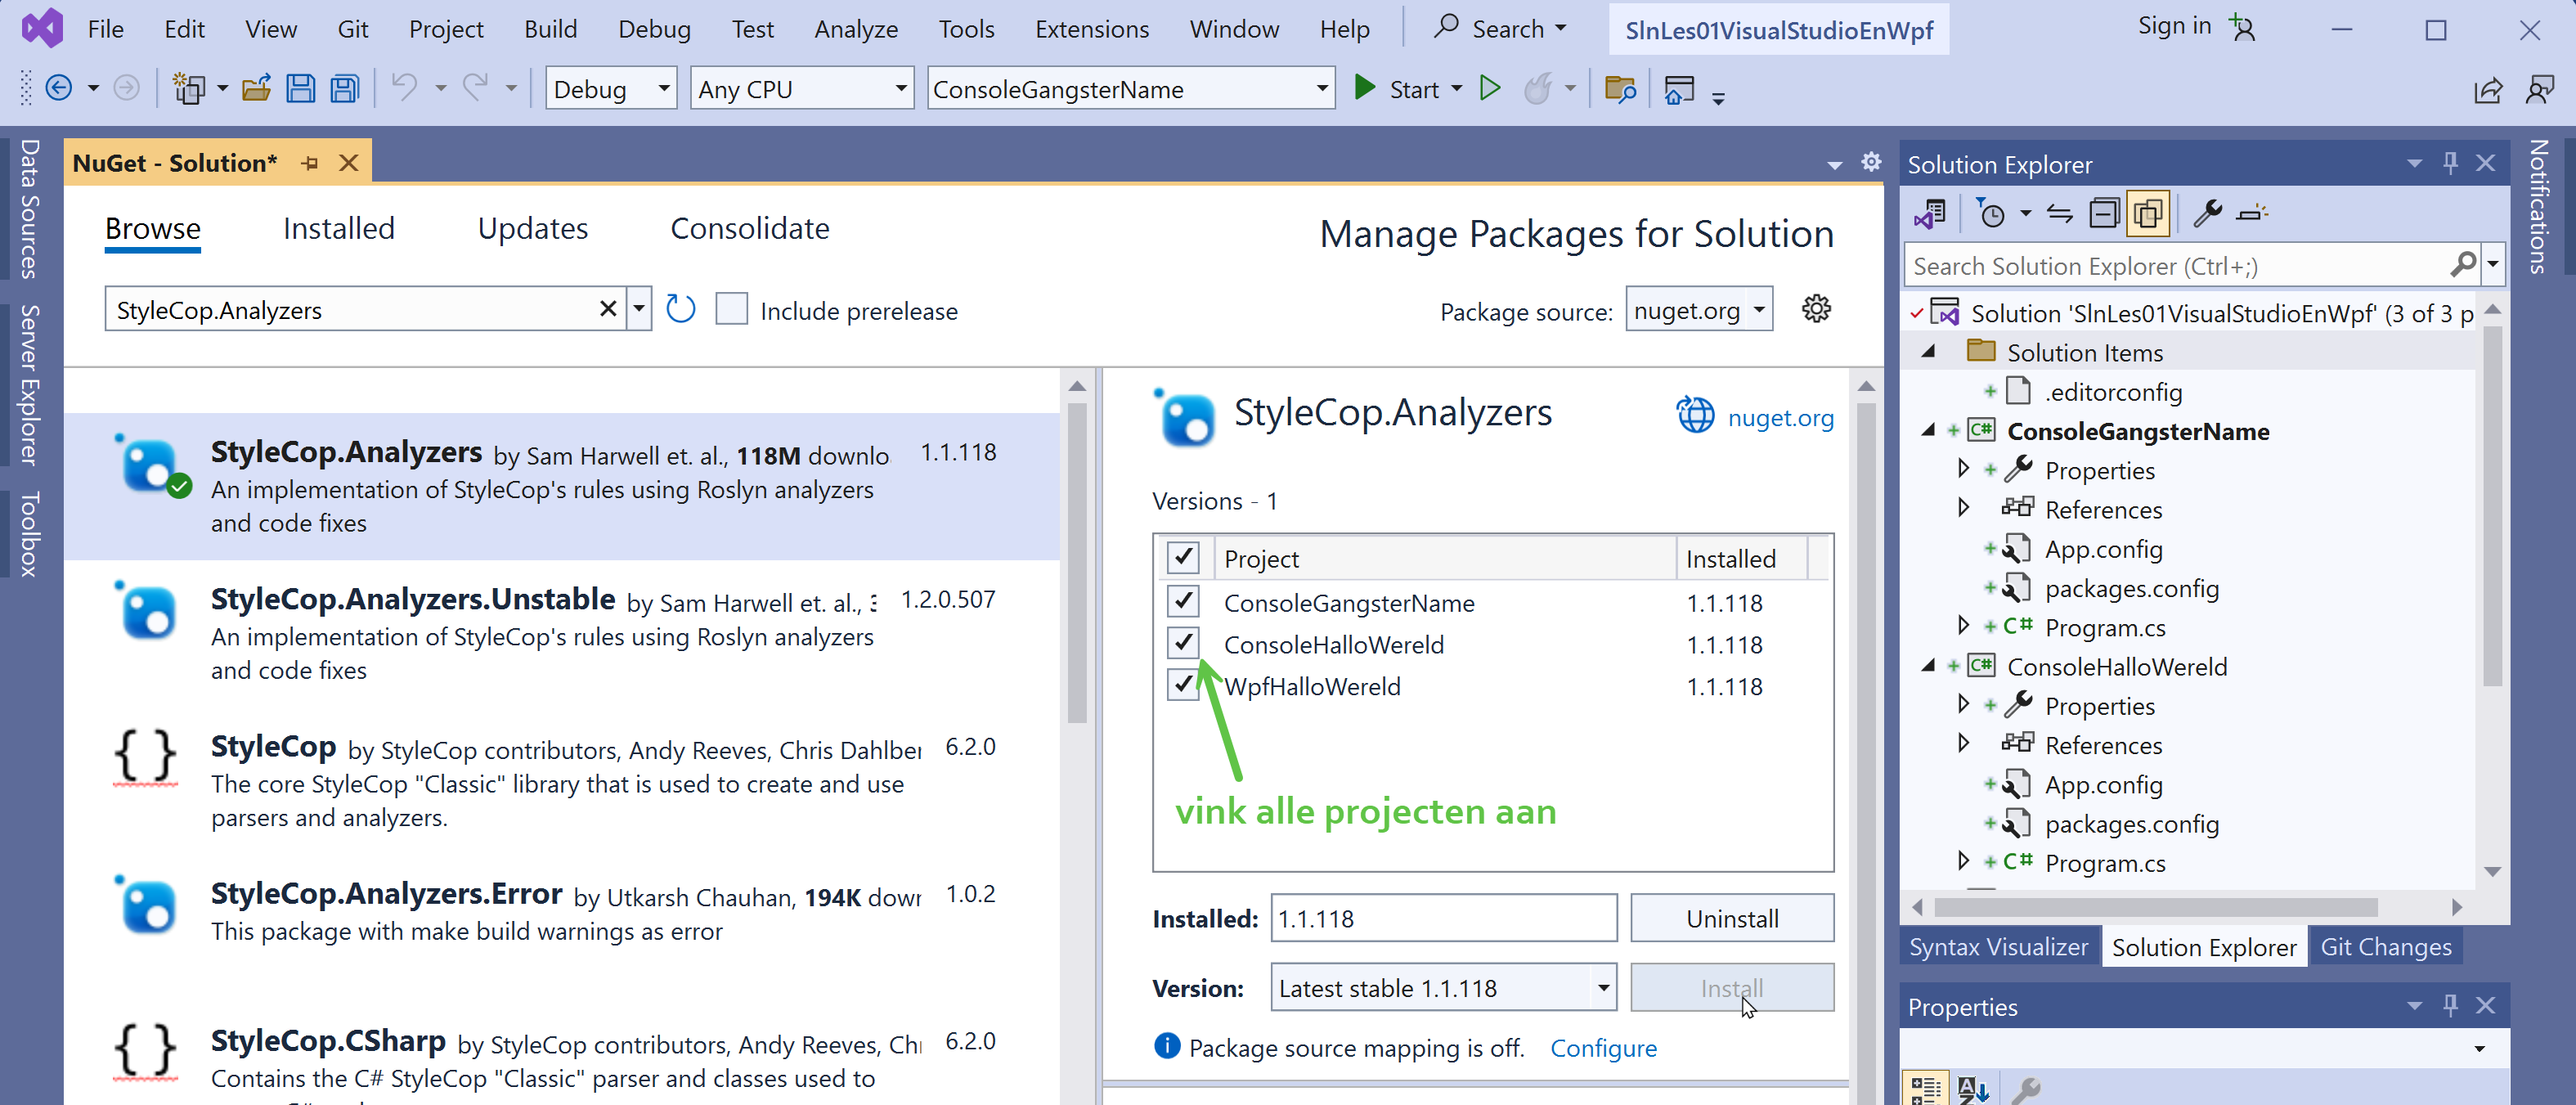 File Edit View Git Project Build Debug Test Analyze Tools Extensions Window Help Search SlnLes01VisualStudioEnWpf Sign in
Debug Any CPU ConsoleGangsterName Start
Data Sources
Server Explorer
Toolbox
NuGet - Solution*
Browse Installed Updates Consolidate
Manage Packages for Solution
StyleCop.Analyzers
Include prerelease
Package source: nuget.org
StyleCop.Analyzers by Sam Harwell et. al., 118M downlo 1.1.118
An implementation of StyleCop's rules using Roslyn analyzers
and code fixes
StyleCop.Analyzers.Unstable by Sam Harwell et. al., 1.2.0.507
An implementation of StyleCop's rules using Roslyn analyzers
and code fixes
StyleCop by StyleCop contributors, Andy Reeves, Chris Dahlber 6.2.0
The core StyleCop "Classic" library that is used to create and use
parsers and analyzers.
StyleCop.Analyzers.Error by Utkarsh Chauhan, 194K dowr 1.0.2
This package with make build warnings as error
StyleCop.CSharp by StyleCop contributors, Andy Reeves, Ch 6.2.0
Contains the C# StyleCop "Classic" parser and classes used to
StyleCop.Analyzers
nuget.org
Versions - 1
Project Installed
ConsoleGangsterName 1.1.118
ConsoleHalloWereld 1.1.118
WpfHalloWereld 1.1.118
vink alle projecten aan
Installed: 1.1.118 Uninstall
Version: Latest stable 1.1.118 Install
Package source mapping is off. Configure
Solution Explorer
Search Solution Explorer (Ctrl+;)
Solution 'SlnLes01VisualStudioEnWpf' (3 of 3 p
Solution Items
.editorconfig
C# ConsoleGangsterName
Properties
References
App.config
packages.config
C# Program.cs
C# ConsoleHalloWereld
Properties
References
App.config
packages.config
C# Program.cs
Syntax Visualizer Solution Explorer Git Changes
Properties
Notifications